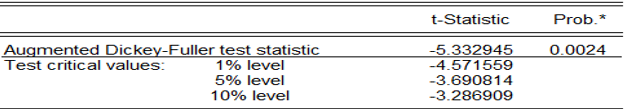 t-Statistic Prob.*
Augmented Dickey-Fuller test statistic -5.332945 0.0024
Test critical values: 1% level -4.571559
5% level -3.690814
10% level -3.286909